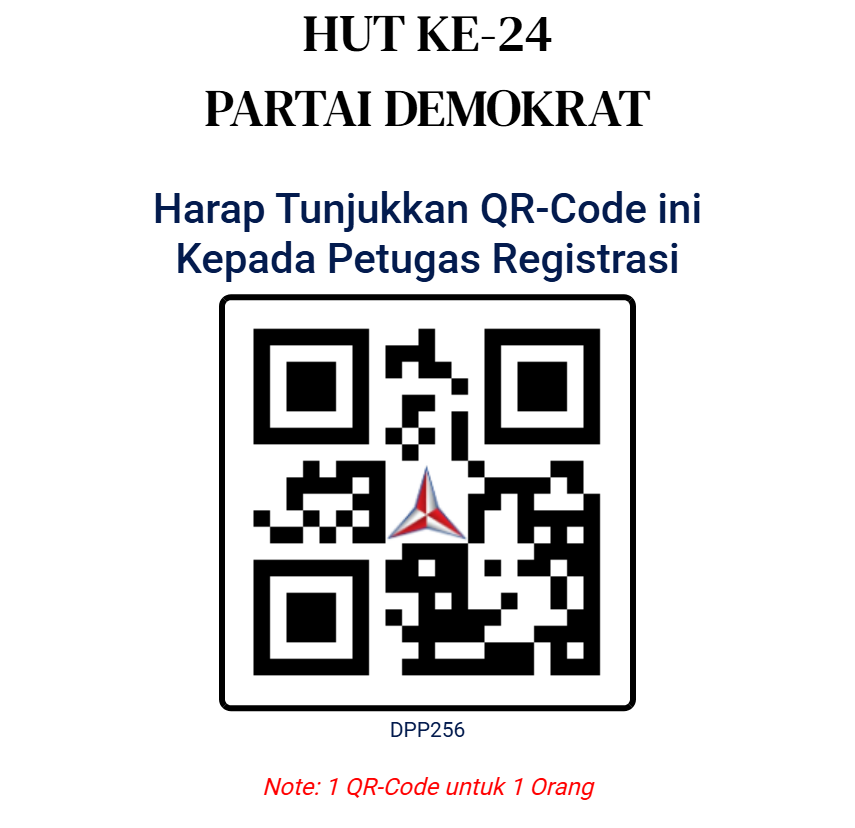 HUT KE-24
PARTAI DEMOKRAT
Harap Tunjukkan QR-Code ini
Kepada Petugas Registrasi
DPP256
Note: 1 QR-Code untuk 1 Orang